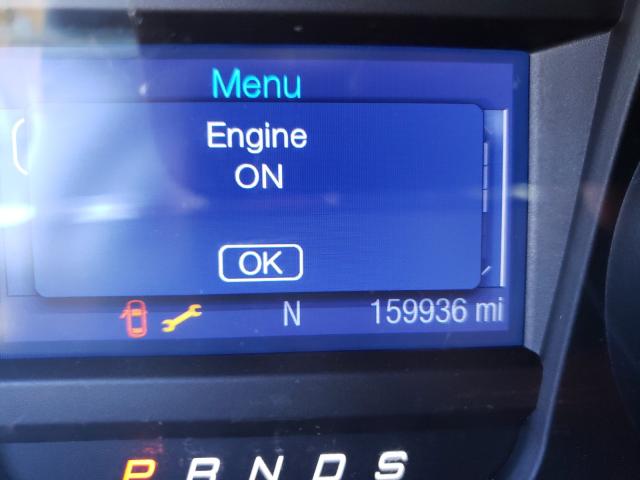 Menu
Engine
ON
OK
N 159936 mi
P R N D S